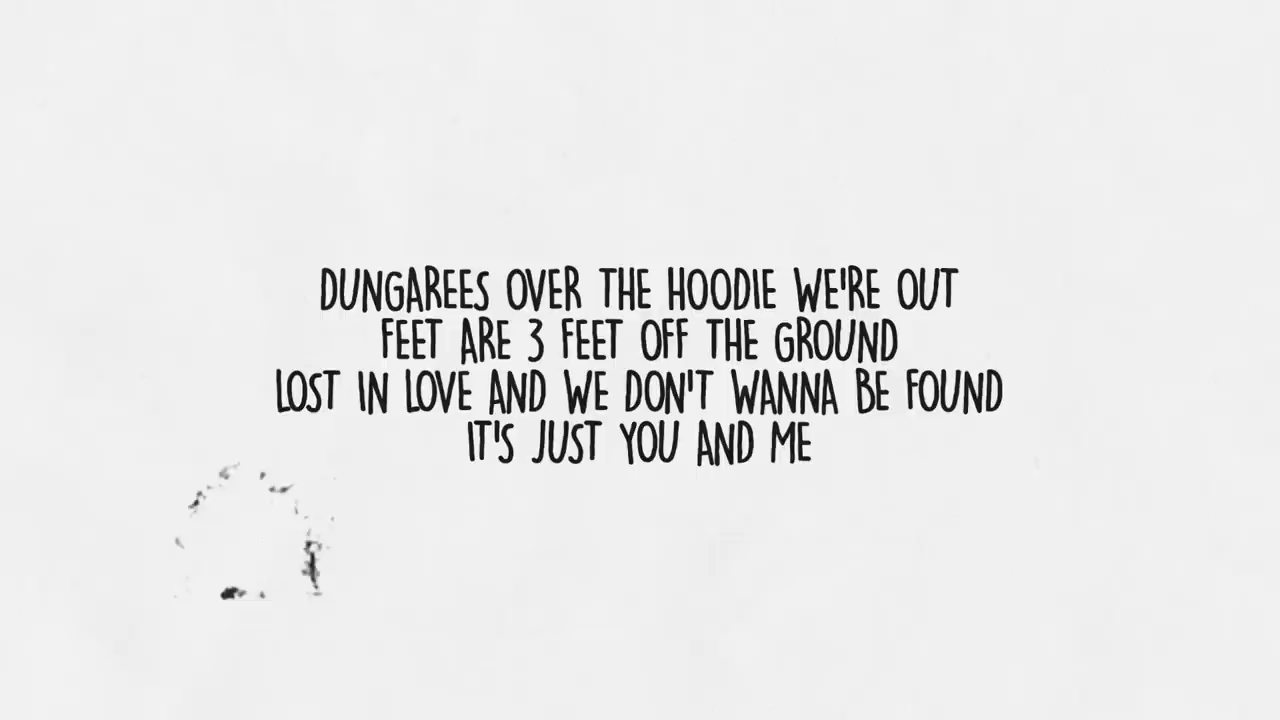 DUNGAREES OVER THE HOODIE WE'RE OUT
FEET ARE 3 FEET OFF THE GROUND
LOST IN LOVE AND WE DON'T WANNA BE FOUND
IT'S JUST YOU AND ME